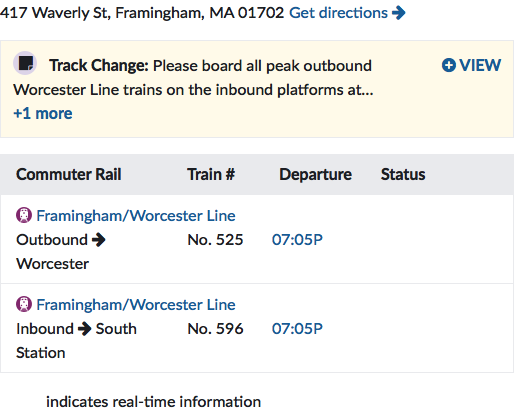 417 Waverly St, Framingham, MA 01702 Get directions
Track Change: Please board all peak outbound
Worcester Line trains on the inbound platforms at...
+1 more
VIEW
Commuter Rail Train # Departure Status
Framingham/Worcester Line
Outbound No. 525 07:05P
Worcester
Framingham/Worcester Line
Inbound South No. 596 07:05P
Station
indicates real-time information